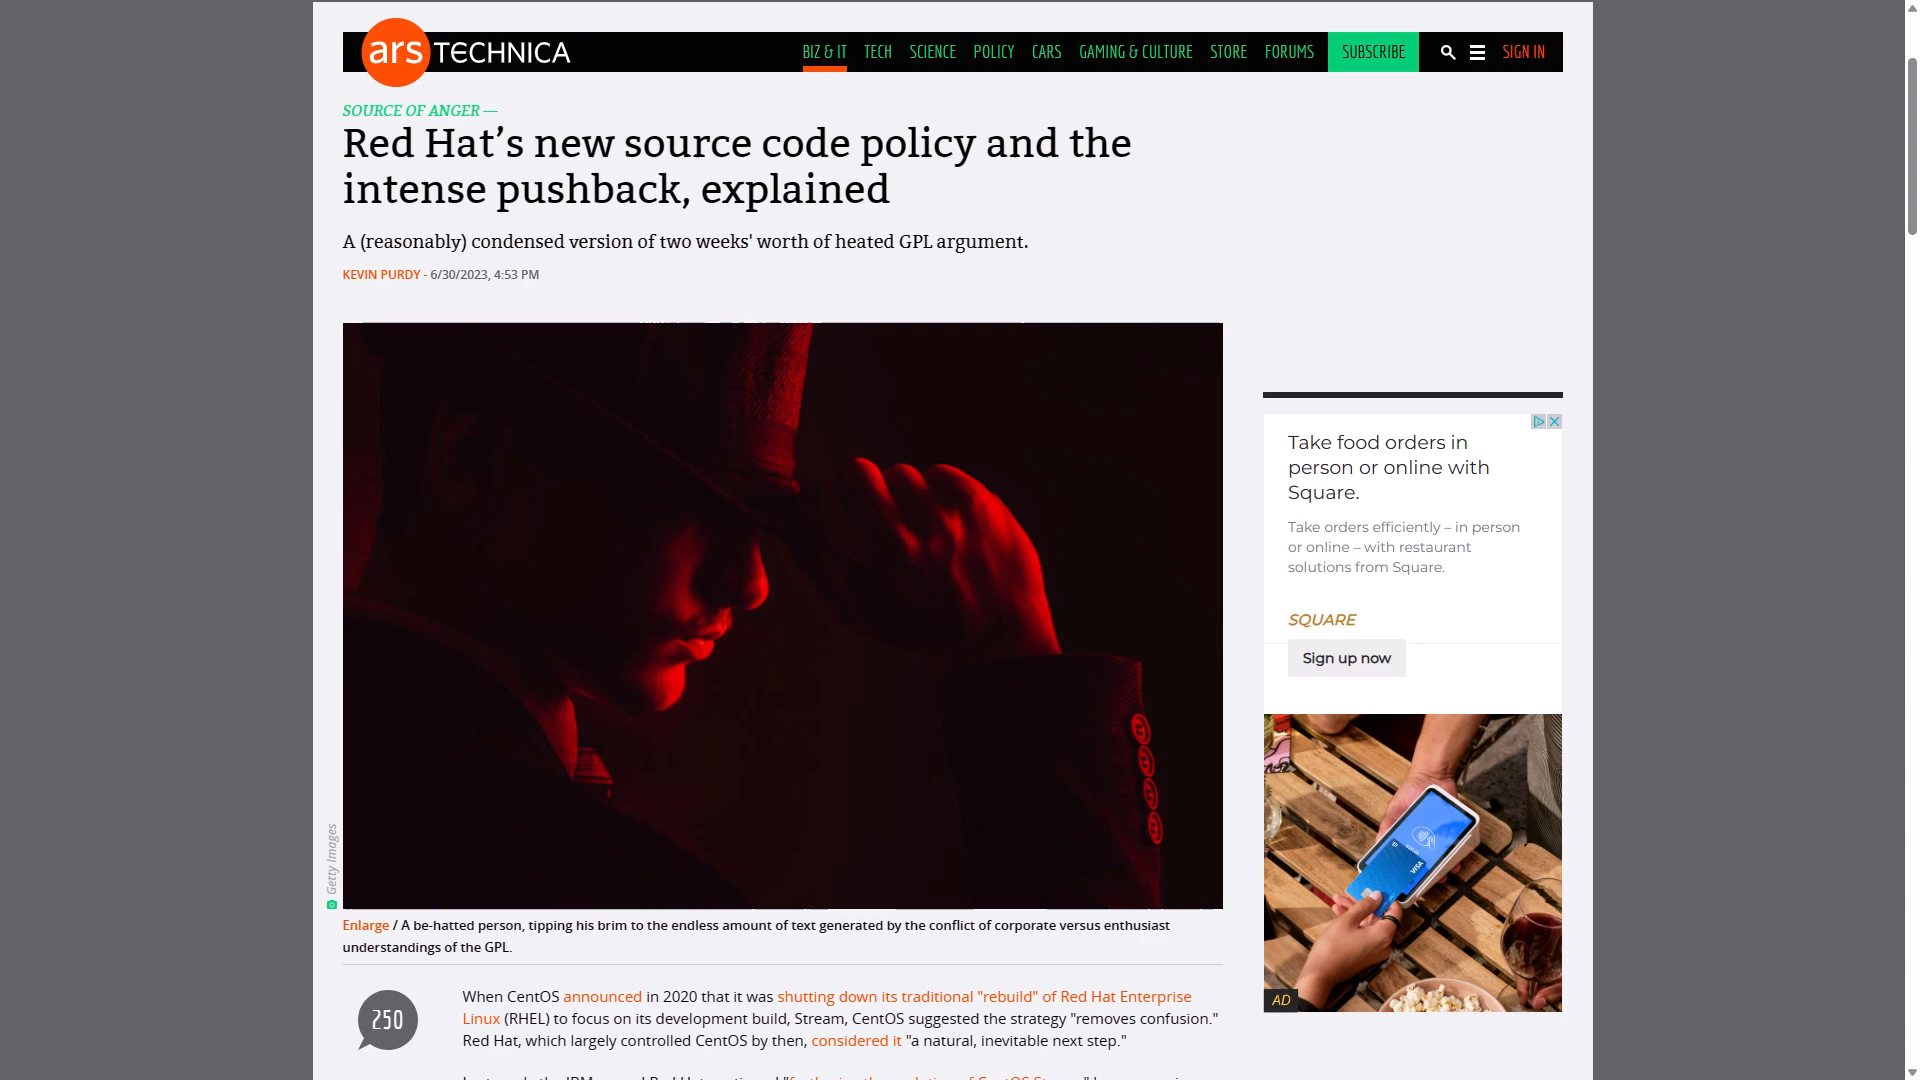 ars TECHNICA
BIZ & IT TECH SCIENCE POLICY CARS GAMING & CULTURE STORE FORUMS SUBSCRIBE SIGN IN
SOURCE OF ANGER —
Red Hat’s new source code policy and the
intense pushback, explained
A (reasonably) condensed version of two weeks' worth of heated GPL argument.
KEVIN PURDY - 6/30/2023, 4:53 PM
Getty Images
Enlarge / A be-hatted person, tipping his brim to the endless amount of text generated by the conflict of corporate versus enthusiast
understandings of the GPL.
250
When CentOS announced in 2020 that it was shutting down its traditional "rebuild" of Red Hat Enterprise
Linux (RHEL) to focus on its development build, Stream, CentOS suggested the strategy "removes confusion."
Red Hat, which largely controlled CentOS by then, considered it "a natural, inevitable next step."
Take food orders in
person or online with
Square.
Take orders efficiently – in person
or online – with restaurant
solutions from Square.
SQUARE
Sign up now
VISA
AD